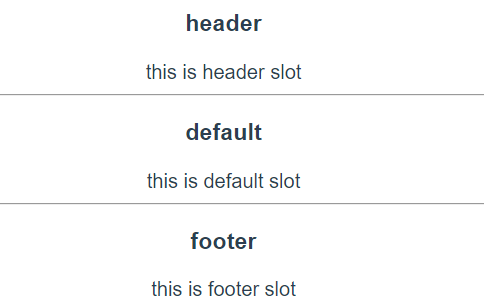 header
this is header slot
default
this is default slot
footer
this is footer slot